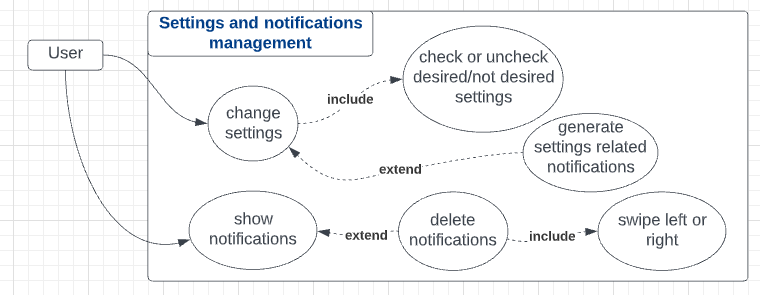 Settings and notifications
management
User
check or uncheck
desired/not desired
settings
include
change
settings
generate
settings related
notifications
extend
show
notifications
extend
delete
notifications
include
swipe left or
right